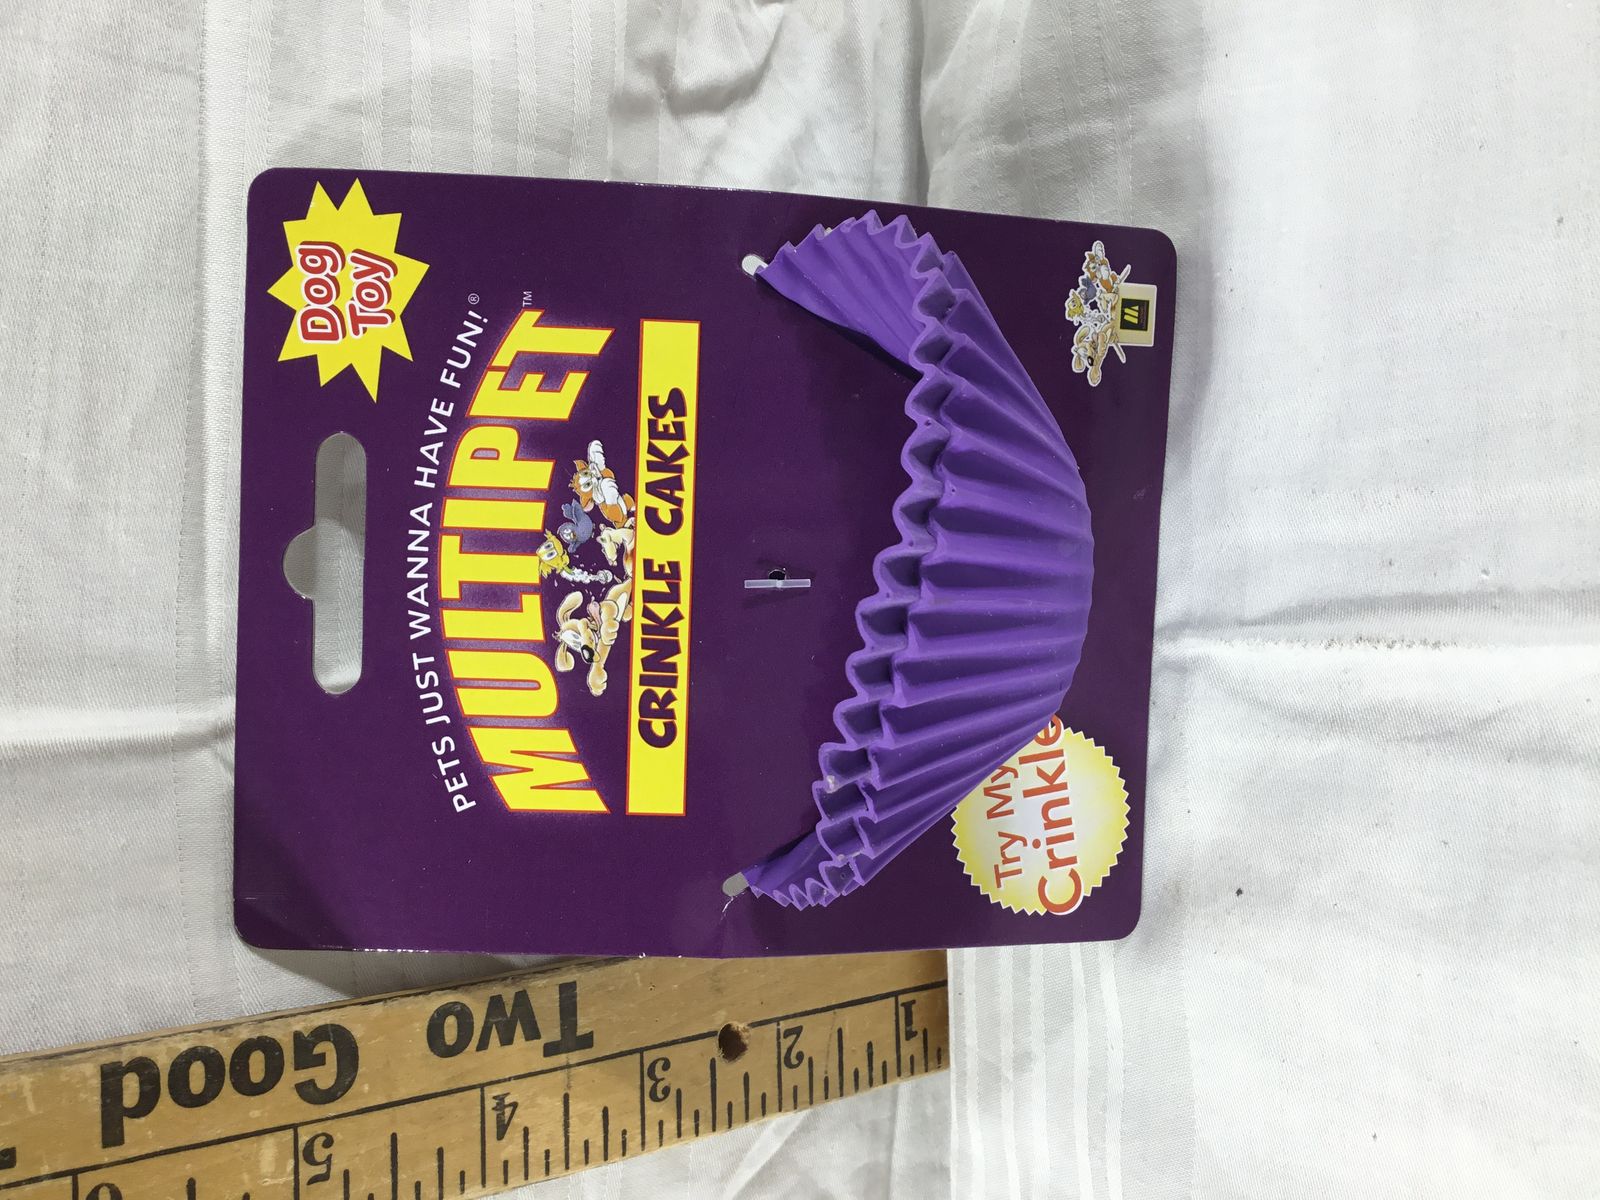 Dog
Toy
PETS JUST WANNA HAVE FUN!®
MULTIPET™
CRINKLE CAKES
Try My
Crinkle
Two
Good
1
2
3
4
5
6